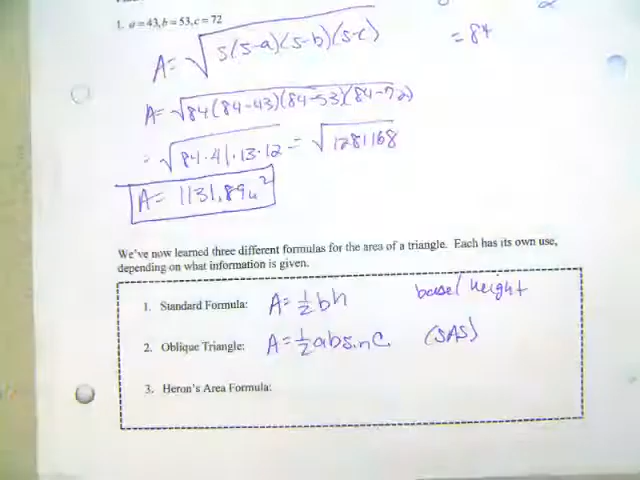 1. a = 43, b = 53, c = 72
A = √s(s-a)(s-b)(s-c)
= 84
A = √84(84-43)(84-53)(84-72)
= √84·41·13·12 = √1281168
A = 1131.89u²
We've now learned three different formulas for the area of a triangle. Each has its own use,
depending on what information is given.
1. Standard Formula: A = ½bh base/height
2. Oblique Triangle: A = ½absinC (SAS)
3. Heron's Area Formula: